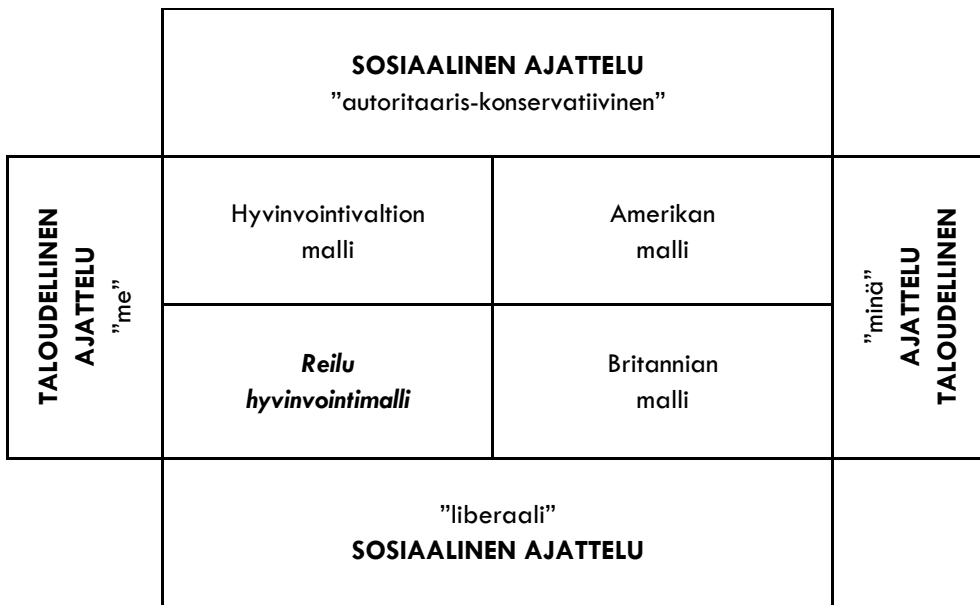 SOSIAALINEN AJATTELU
”autoritaaris-konservatiivinen”
TALOUDELLINEN
AJATTELU
”me”
Hyvinvointivaltion
malli
Amerikan
malli
”minä”
AJATTELU
TALOUDELLINEN
Reilu
hyvinvointimalli
Britannian
malli
”liberaali”
SOSIAALINEN AJATTELU